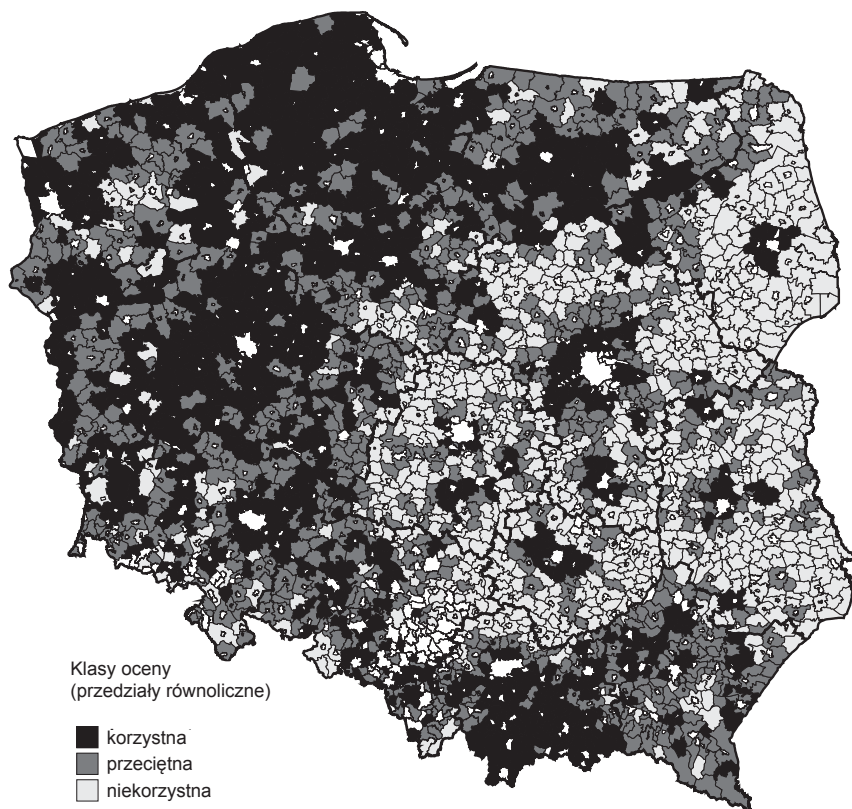 Klasy oceny
(przedziały równoliczne)
korzystna
przeciętna
niekorzystna